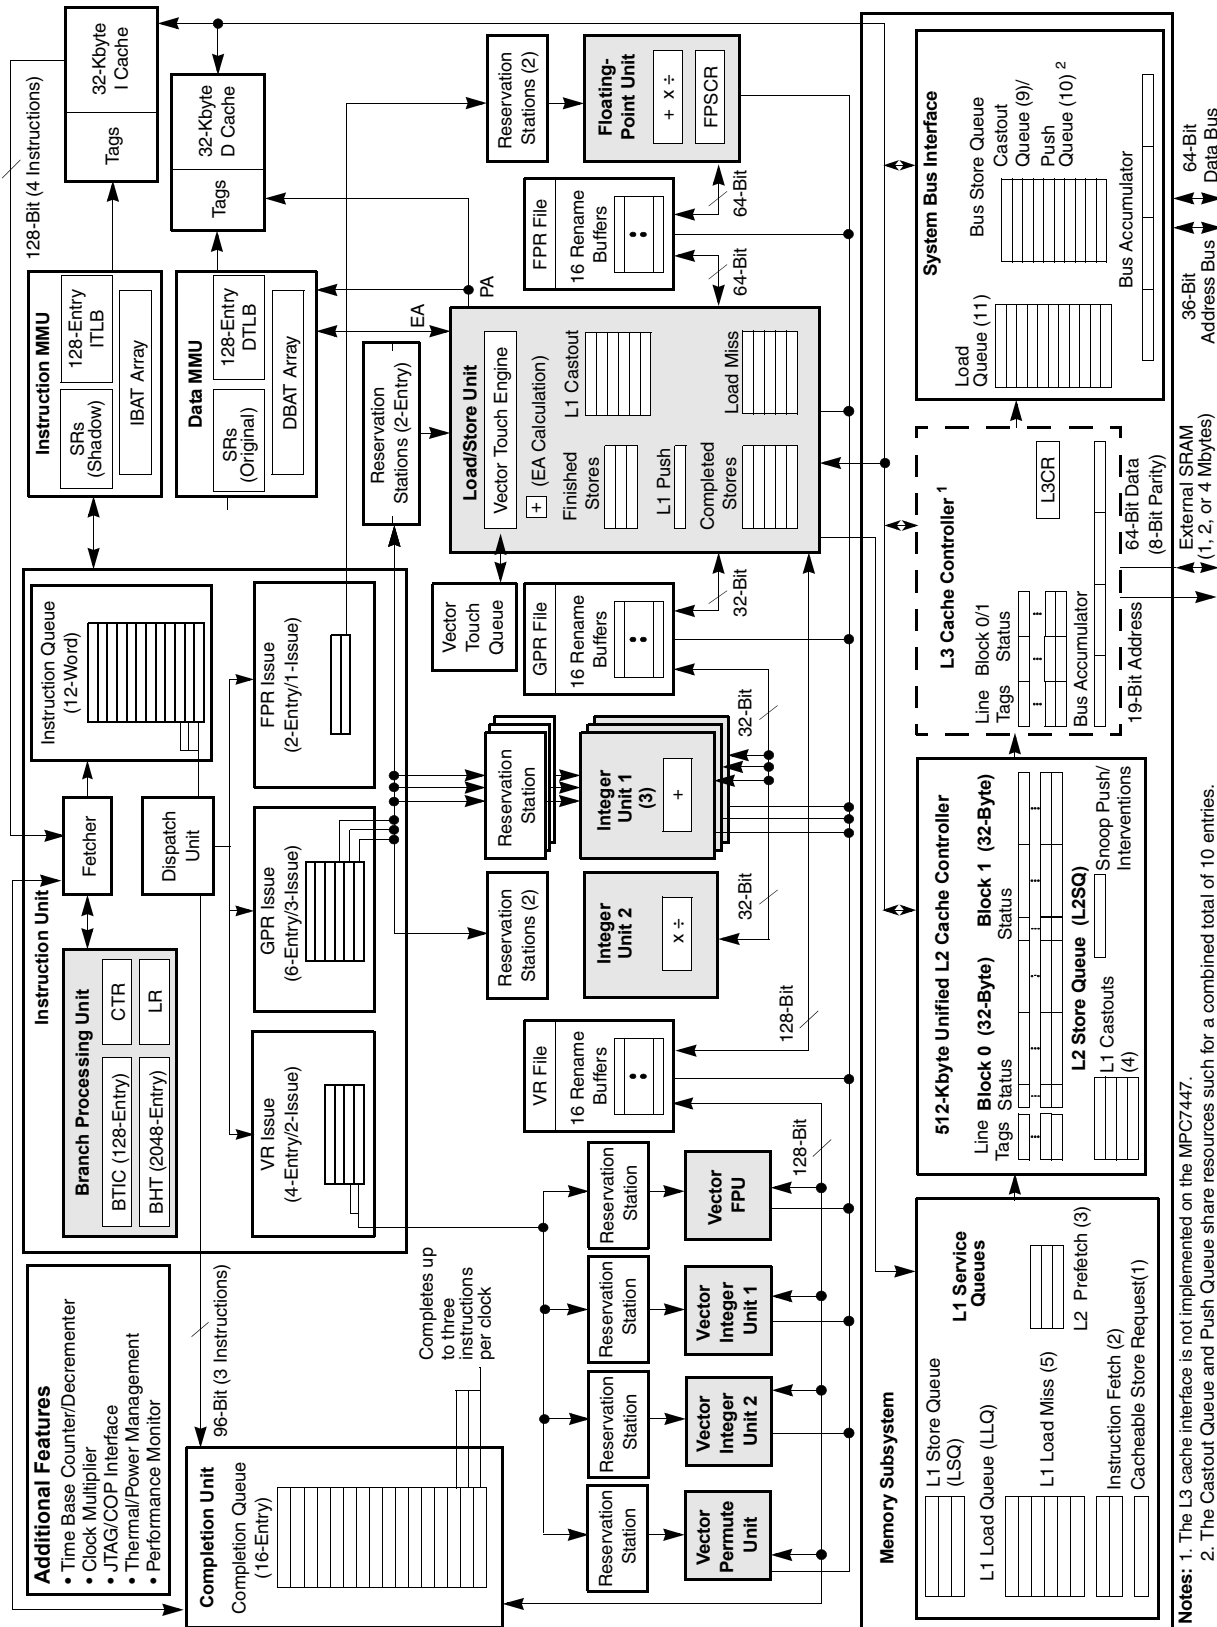 Additional Features
• Time Base Counter/Decrementer
• Clock Multiplier
• JTAG/COP Interface
• Thermal/Power Management
• Performance Monitor
Instruction Unit
Branch Processing Unit
BTIC (128-Entry)
CTR
BHT (2048-Entry)
LR
Fetcher
Instruction Queue
(12-Word)
Dispatch
Unit
96-Bit (3 Instructions)
VR Issue
(4-Entry/2-Issue)
GPR Issue
(6-Entry/3-Issue)
FPR Issue
(2-Entry/1-Issue)
Instruction MMU
SRs
(Shadow)
128-Entry
ITLB
IBAT Array
Data MMU
SRs
(Original)
128-Entry
DTLB
DBAT Array
128-Bit (4 Instructions)
Tags
32-Kbyte
I Cache
Tags
32-Kbyte
D Cache
EA
PA
Completion Unit
Completion Queue
(16-Entry)
Completes up
to three
instructions
per clock
Reservation
Stations (2-Entry)
Vector
Touch
Queue
Load/Store Unit
Vector Touch Engine
+
(EA Calculation)
Finished
Stores
L1 Castout
L1 Push
Completed
Stores
Load Miss
Reservation
Station
Reservation
Station
Reservation
Station
Reservation
Station
Vector
Permute
Unit
Vector
Integer
Unit 2
Vector
Integer
Unit 1
Vector
FPU
128-Bit
VR File
16 Rename
Buffers
128-Bit
Reservation
Stations (2)
Integer
Unit 2
x ÷
32-Bit
Reservation
Station
Integer
Unit 1
(3)
+
32-Bit
GPR File
16 Rename
Buffers
32-Bit
FPR File
16 Rename
Buffers
64-Bit
64-Bit
Reservation
Stations (2)
Floating-
Point Unit
+ x ÷
FPSCR
Memory Subsystem
L1 Store Queue
(LSQ)
L1 Service
Queues
L1 Load Queue (LLQ)
L1 Load Miss (5)
L2 Prefetch (3)
Instruction Fetch (2)
Cacheable Store Request(1)
512-Kbyte Unified L2 Cache Controller
Line
Tags
Block 0 (32-Byte)
Status
Block 1 (32-Byte)
Status
L2 Store Queue (L2SQ)
L1 Castouts
(4)
Snoop Push/
Interventions
L3 Cache Controller 1
Line
Tags
Block 0/1
Status
L3CR
Bus Accumulator
19-Bit Address
64-Bit Data
(8-Bit Parity)
External SRAM
(1, 2, or 4 Mbytes)
System Bus Interface
Load
Queue (11)
Bus Store Queue
Castout
Queue (9)/
Push
Queue (10) 2
Bus Accumulator
36-Bit
Address Bus
64-Bit
Data Bus
Notes: 1. The L3 cache interface is not implemented on the MPC7447.
2. The Castout Queue and Push Queue share resources such for a combined total of 10 entries.